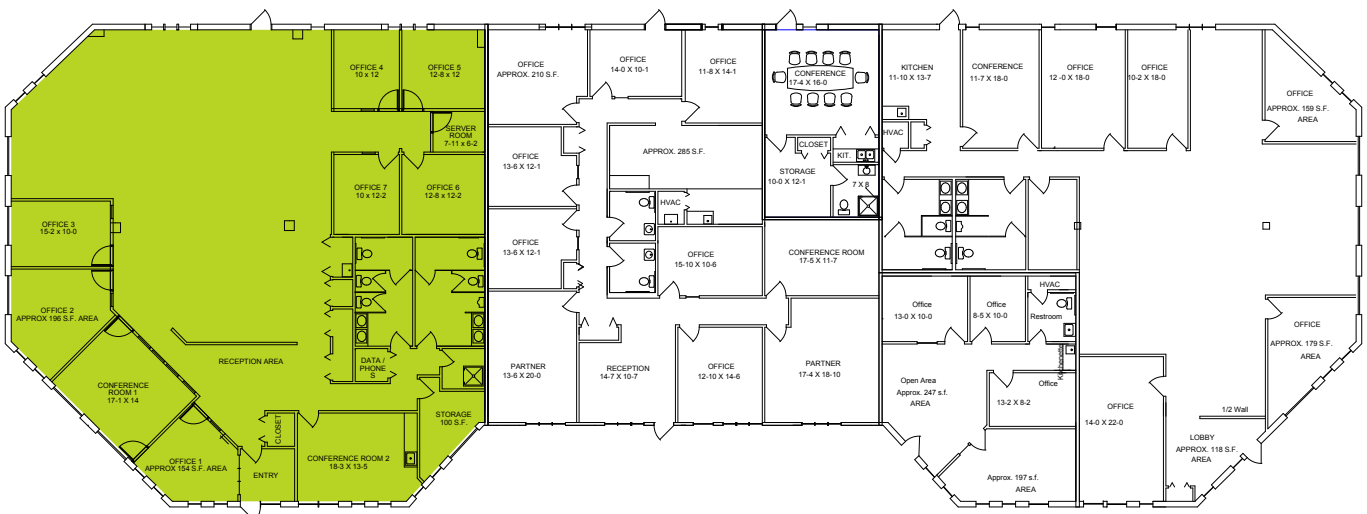 OFFICE 4
10 x 12
OFFICE 5
12-8 x 12
SERVER
ROOM
7-11 x 6-2
OFFICE 7
10 x 12-2
OFFICE 6
12-8 x 12-2
OFFICE 3
15-2 x 10-0
OFFICE 2
APPROX 196 S.F. AREA
RECEPTION AREA
DATA /
PHONE
S
CONFERENCE
ROOM 1
17-1 X 14
STORAGE
100 S.F.
CLOSET
OFFICE 1
APPROX 154 S.F. AREA
ENTRY
CONFERENCE ROOM 2
18-3 X 13-5
OFFICE
APPROX. 210 S.F.
OFFICE
14-0 X 10-1
OFFICE
11-8 X 14-1
OFFICE
13-6 X 12-1
APPROX. 285 S.F.
HVAC
OFFICE
13-6 X 12-1
OFFICE
15-10 X 10-6
PARTNER
13-6 X 20-0
RECEPTION
14-7 X 10-7
OFFICE
12-10 X 14-6
PARTNER
17-4 X 18-10
CONFERENCE ROOM
17-5 X 11-7
CONFERENCE
17-4 X 16-0
CLOSET
KIT.
STORAGE
10-0 X 12-1
7 X 8
KITCHEN
11-10 X 13-7
HVAC
CONFERENCE
11-7 X 18-0
OFFICE
12 -0 X 18-0
OFFICE
10-2 X 18-0
OFFICE
APPROX. 159 S.F.
AREA
OFFICE
APPROX. 179 S.F.
AREA
Office
13-0 X 10-0
Office
8-5 X 10-0
HVAC
Restroom
Kitchenette
Open Area
Approx. 247 s.f.
AREA
Office
13-2 X 8-2
Approx. 197 s.f.
AREA
OFFICE
14-0 X 22-0
1/2 Wall
LOBBY
APPROX. 118 S.F.
AREA